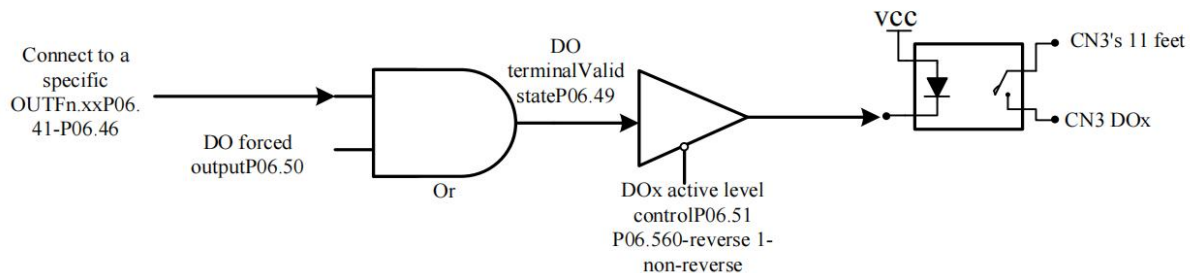 Connect to a
specific
OUTFn.xxP06.
41-P06.46
DO forced
outputP06.50
Or
DO
terminalValid
stateP06.49
DOx active level
controlP06.51
P06.560-reverse 1-
non-reverse
vcc
CN3's 11 feet
CN3 DOx